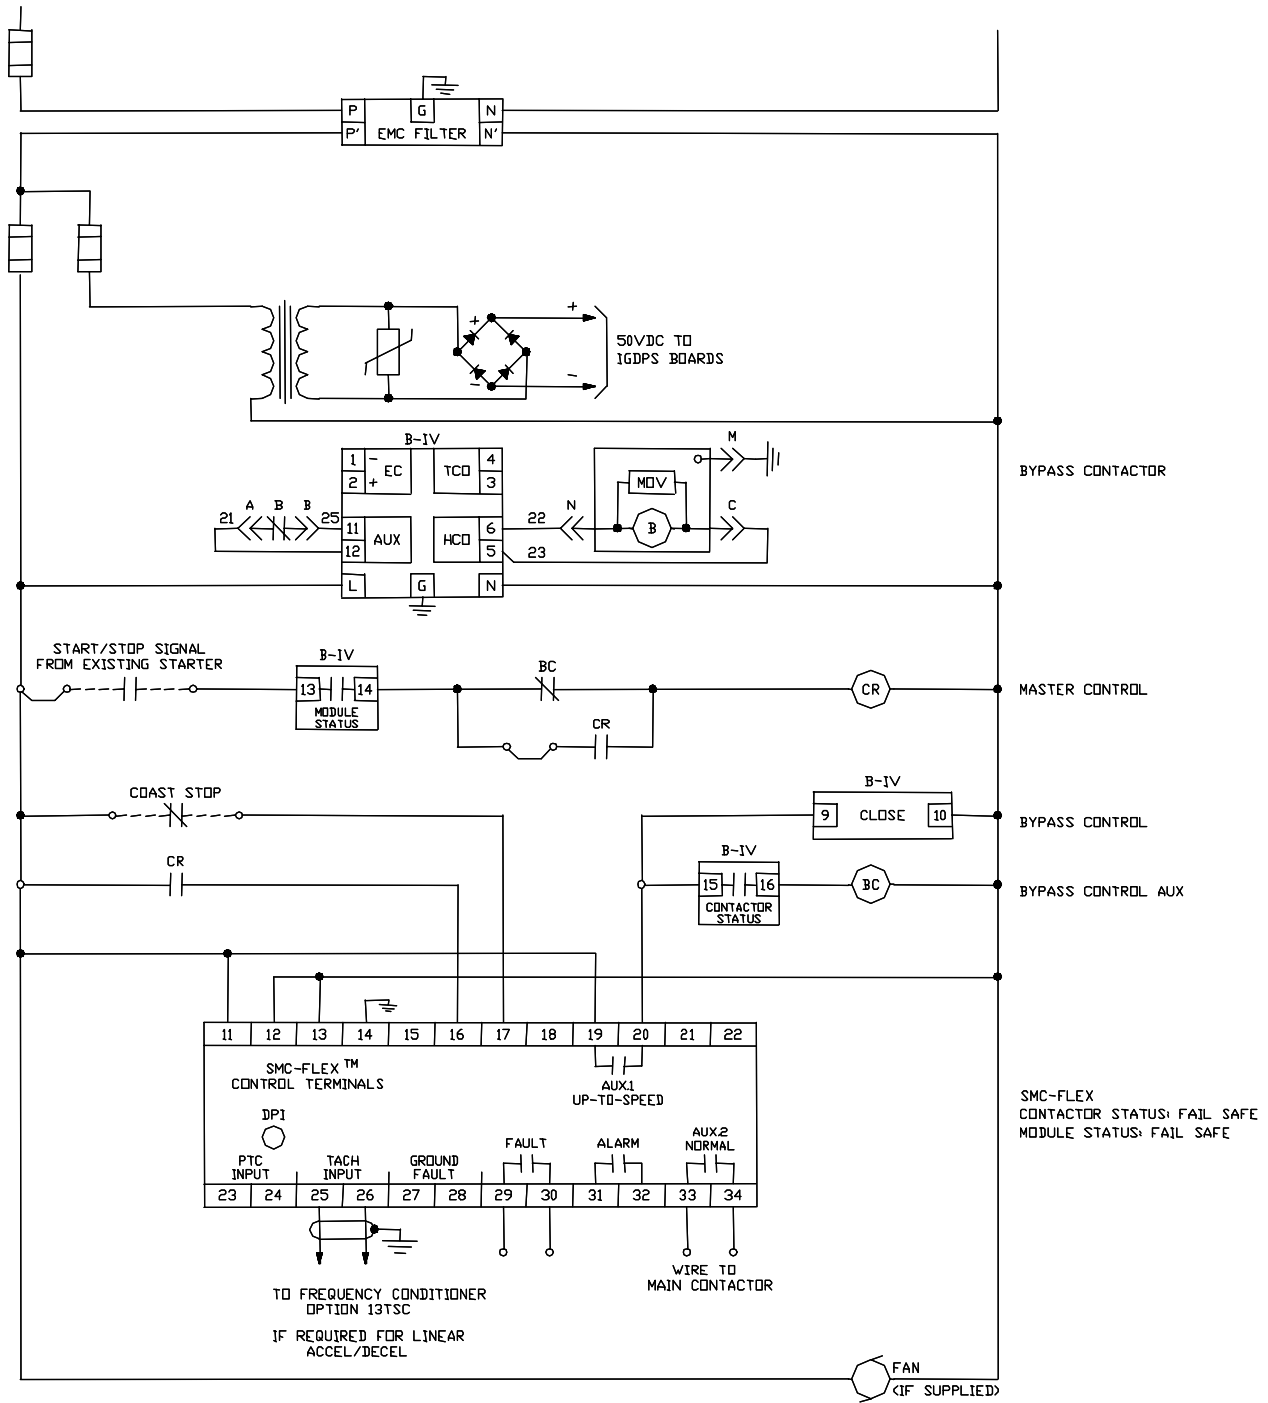 P G N
P' EMC FILTER N'
+ +
50VDC TO
IGDPS BOARDS
- -
B-IV
M
1 - EC TCO 4
2 + 3
MOV
BYPASS CONTACTOR
A B B
21 25 11 AUX HCO 6 22 N B C
12 5 23
L G N
START/STOP SIGNAL
FROM EXISTING STARTER
B-IV
BC
13 14
CR
MASTER CONTROL
MODULE
STATUS
CR
COAST STOP
B-IV
9 CLOSE 10
BYPASS CONTROL
B-IV
CR
15 16
BC
BYPASS CONTROL AUX
CONTACTOR
STATUS
11 12 13 14 15 16 17 18 19 20 21 22
SMC-FLEX TM
CONTROL TERMINALS
AUX.1
UP-TO-SPEED
SMC-FLEX
CONTACTOR STATUS: FAIL SAFE
MODULE STATUS: FAIL SAFE
DPI
FAULT
ALARM
AUX.2
NORMAL
PTC
INPUT
TACH
INPUT
GROUND
FAULT
23 24 25 26 27 28 29 30 31 32 33 34
WIRE TO
MAIN CONTACTOR
TO FREQUENCY CONDITIONER
OPTION 13TSC
IF REQUIRED FOR LINEAR
ACCEL/DECEL
FAN
(IF SUPPLIED)